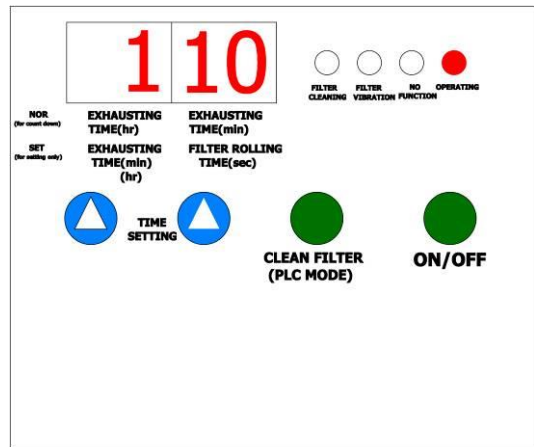 1 10
FILTER CLEANING
FILTER VIBRATION
NO FUNCTION
OPERATING
NOR
(for count down)
EXHAUSTING
TIME(hr)
EXHAUSTING
TIME(min)
SET
(for setting only)
EXHAUSTING
TIME(min)
(hr)
FILTER ROLLING
TIME(sec)
TIME
SETTING
CLEAN FILTER
(PLC MODE)
ON/OFF